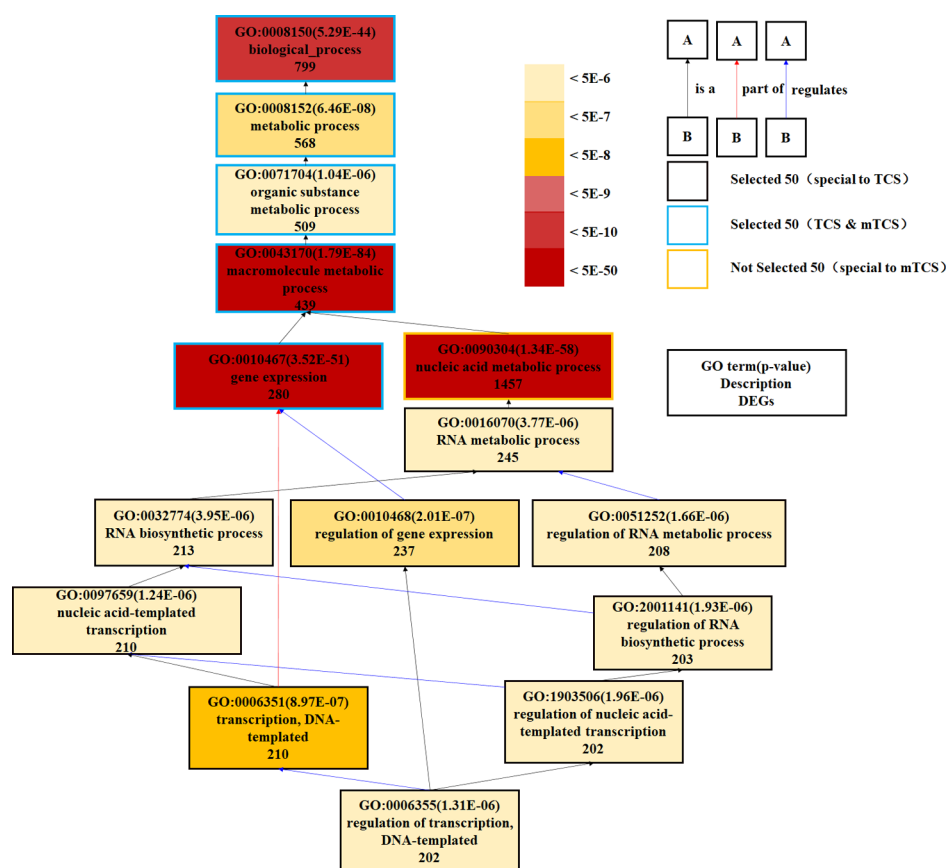 GO:0008150(5.29E-44)
biological_process
799
GO:0008152(6.46E-08)
metabolic process
568
GO:0071704(1.04E-06)
organic substance
metabolic process
509
GO:0043170(1.79E-84)
macromolecule metabolic
process
439
GO:0010467(3.52E-51)
gene expression
280
GO:0090304(1.34E-58)
nucleic acid metabolic process
1457
GO:0016070(3.77E-06)
RNA metabolic process
245
GO:0032774(3.95E-06)
RNA biosynthetic process
213
GO:0010468(2.01E-07)
regulation of gene expression
237
GO:0051252(1.66E-06)
regulation of RNA metabolic process
208
GO:0097659(1.24E-06)
nucleic acid-templated
transcription
210
GO:2001141(1.93E-06)
regulation of RNA
biosynthetic process
203
GO:0006351(8.97E-07)
transcription, DNA-
templated
210
GO:1903506(1.96E-06)
regulation of nucleic acid-
templated transcription
202
GO:0006355(1.31E-06)
regulation of transcription,
DNA-templated
202
< 5E-6
< 5E-7
< 5E-8
< 5E-9
< 5E-10
< 5E-50
A A A
is a part of regulates
B B B
Selected 50（special to TCS）
Selected 50（TCS & mTCS）
Not Selected 50（special to mTCS）
GO term(p-value)
Description
DEGs